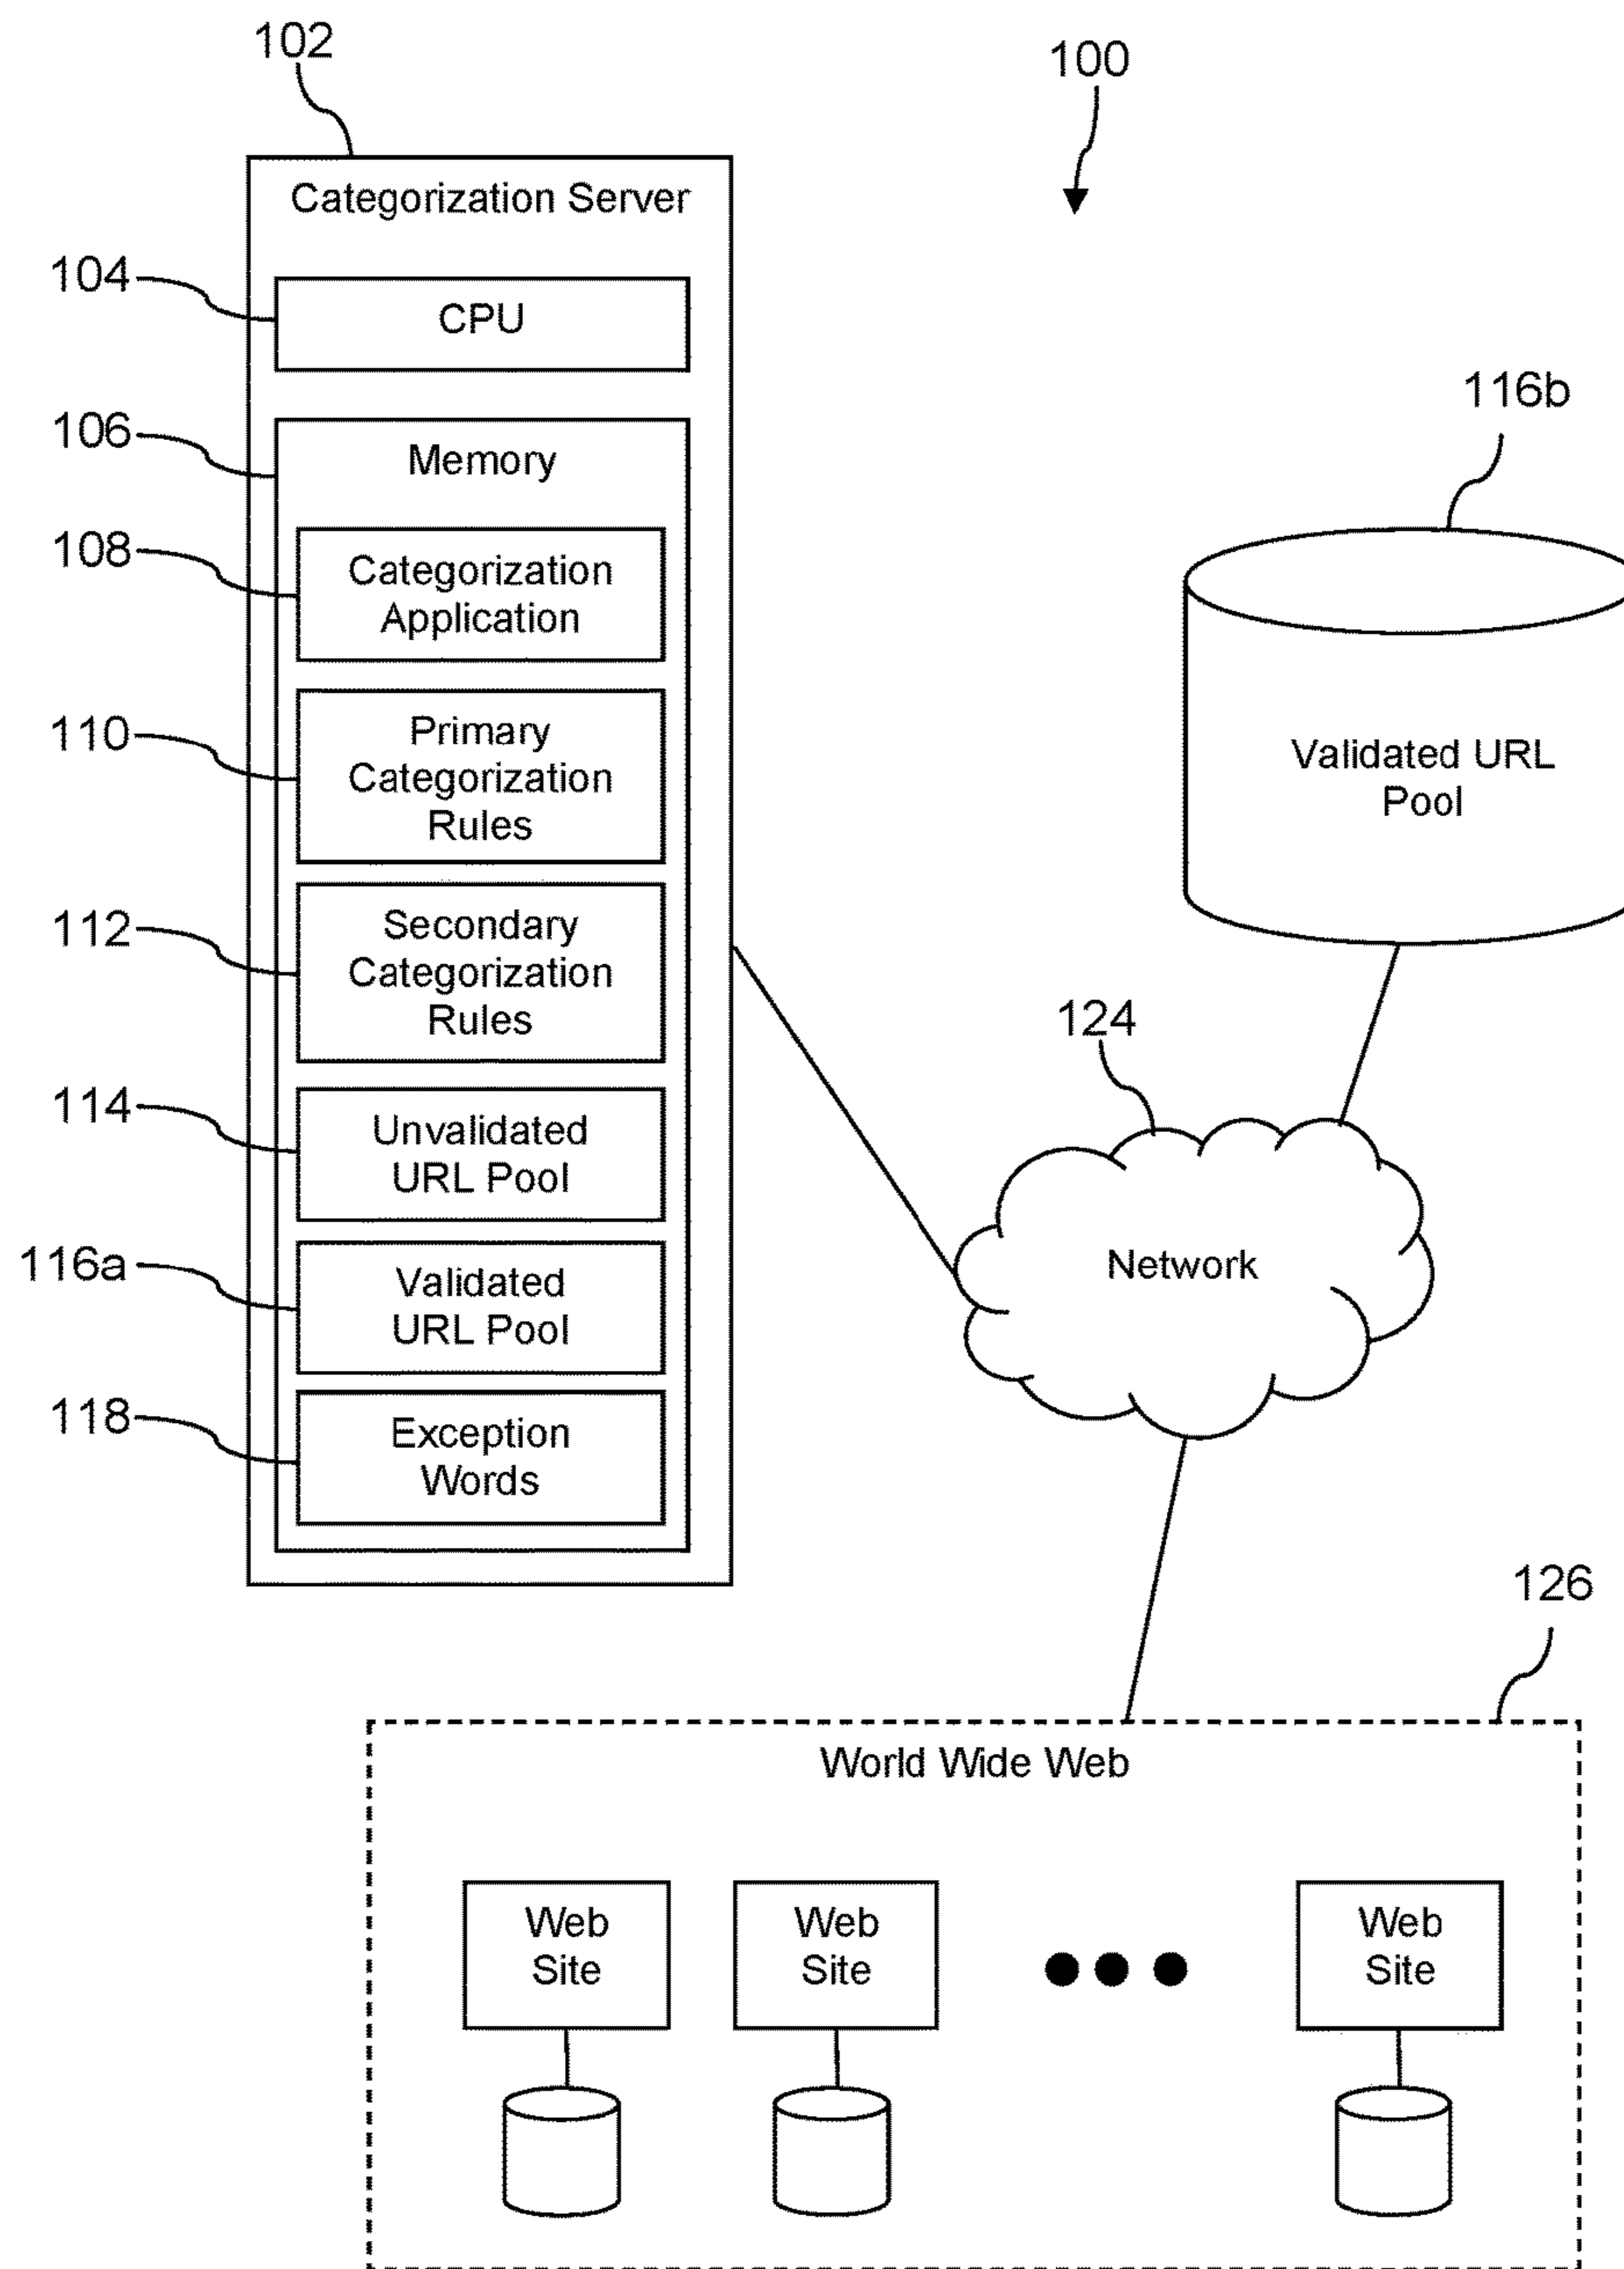 102
100
Categorization Server
104
CPU
116b
106
Memory
108
Categorization
Application
110
Primary
Categorization
Rules
Validated URL
Pool
112
Secondary
Categorization
Rules
124
114
Unvalidated
URL Pool
Network
116a
Validated
URL Pool
118
Exception
Words
126
World Wide Web
Web
Site
Web
Site
Web
Site